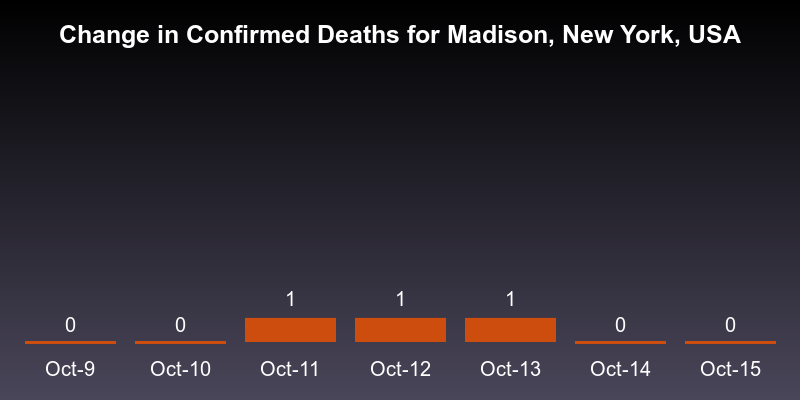 Change in Confirmed Deaths for Madison, New York, USA
0 0 1 1 1 0 0
Oct-9 Oct-10 Oct-11 Oct-12 Oct-13 Oct-14 Oct-15